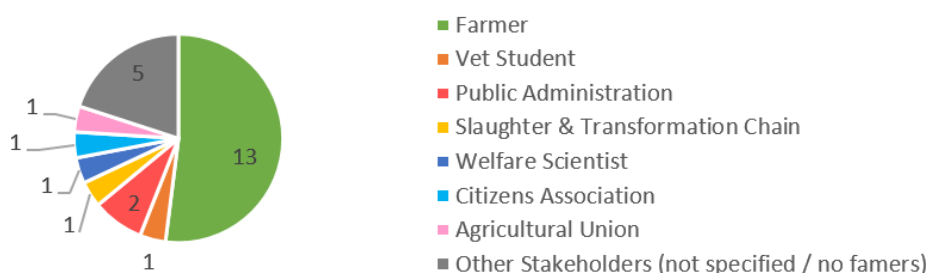 5
13
2
1
1
1
1
1
Farmer
Vet Student
Public Administration
Slaughter & Transformation Chain
Welfare Scientist
Citizens Association
Agricultural Union
Other Stakeholders (not specified / no famers)